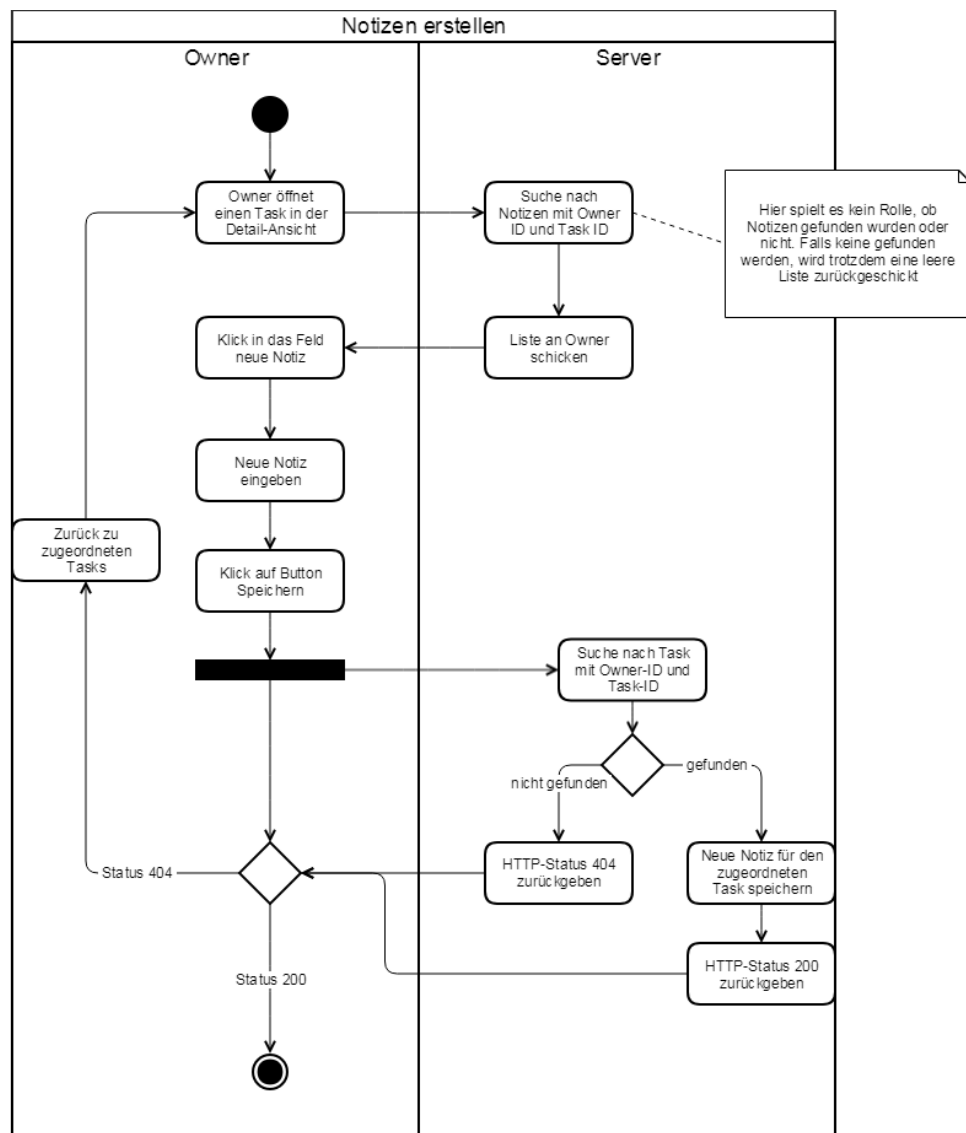 Notizen erstellen
Owner
Server
Owner öffnet
einen Task in der
Detail-Ansicht
Suche nach
Notizen mit Owner
ID und Task ID
Hier spielt es kein Rolle, ob
Notizen gefunden wurden oder
nicht. Falls keine gefunden
werden, wird trotzdem eine leere
Liste zurückgeschickt
Klick in das Feld
neue Notiz
Liste an Owner
schicken
Neue Notiz
eingeben
Zurück zu
zugeordneten
Tasks
Klick auf Button
Speichern
Suche nach Task
mit Owner-ID und
Task-ID
nicht gefunden
gefunden
Status 404
HTTP-Status 404
zurückgeben
Neue Notiz für den
zugeordneten
Task speichern
Status 200
HTTP-Status 200
zurückgeben